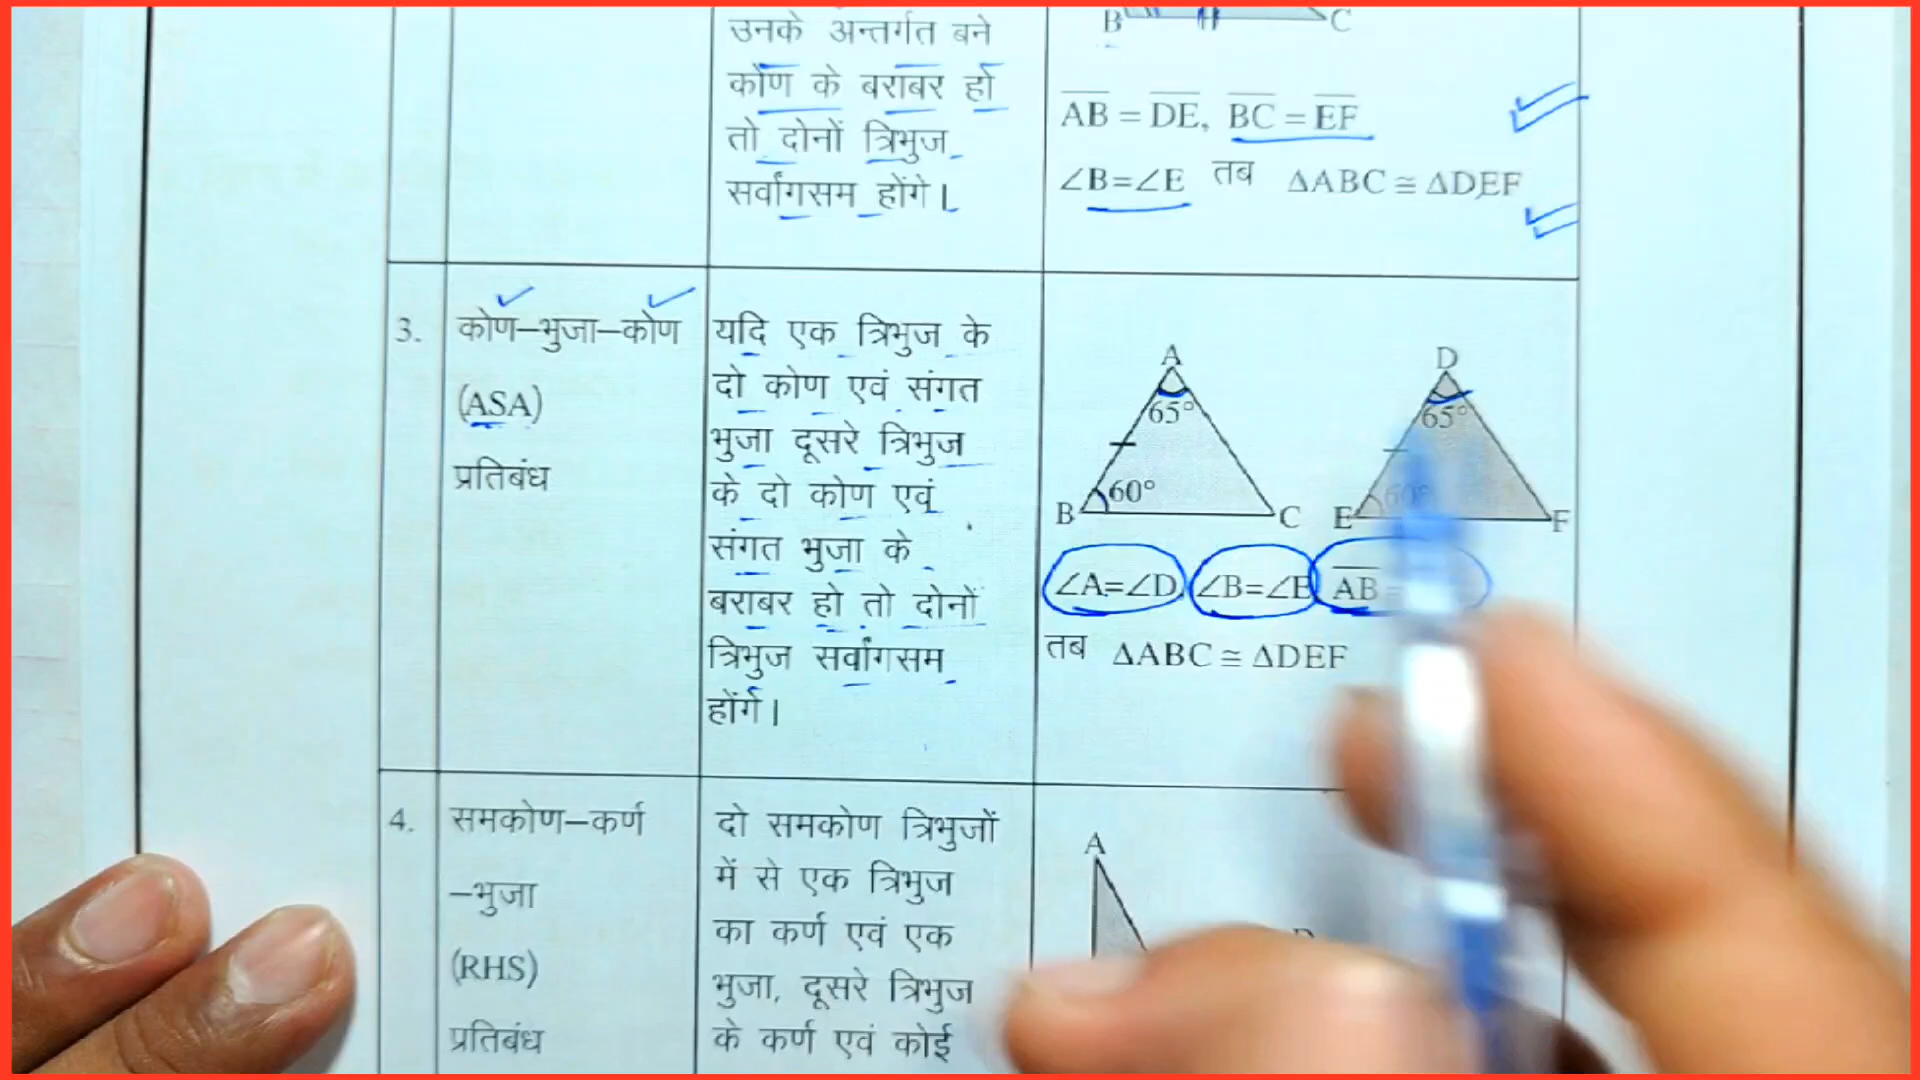 उनके अन्तर्गत बने
कोण के बराबर हो
तो दोनों त्रिभुज
सर्वांगसम होंगे।
B C
AB = DE, BC = EF
∠B=∠E तब ΔABC ≅ ΔDEF
3.
कोण–भुजा–कोण
(ASA)
प्रतिबंध
यदि एक त्रिभुज के
दो कोण एवं संगत
भुजा दूसरे त्रिभुज
के दो कोण एवं
संगत भुजा के
बराबर हो तो दोनों
त्रिभुज सर्वांगसम
होंगे।
A D
65° 65°
60° 60°
B C E F
∠A=∠D, ∠B=∠E AB =
तब ΔABC ≅ ΔDEF
4.
समकोण–कर्ण
–भुजा
(RHS)
प्रतिबंध
दो समकोण त्रिभुजों
में से एक त्रिभुज
का कर्ण एवं एक
भुजा, दूसरे त्रिभुज
के कर्ण एवं कोई
A